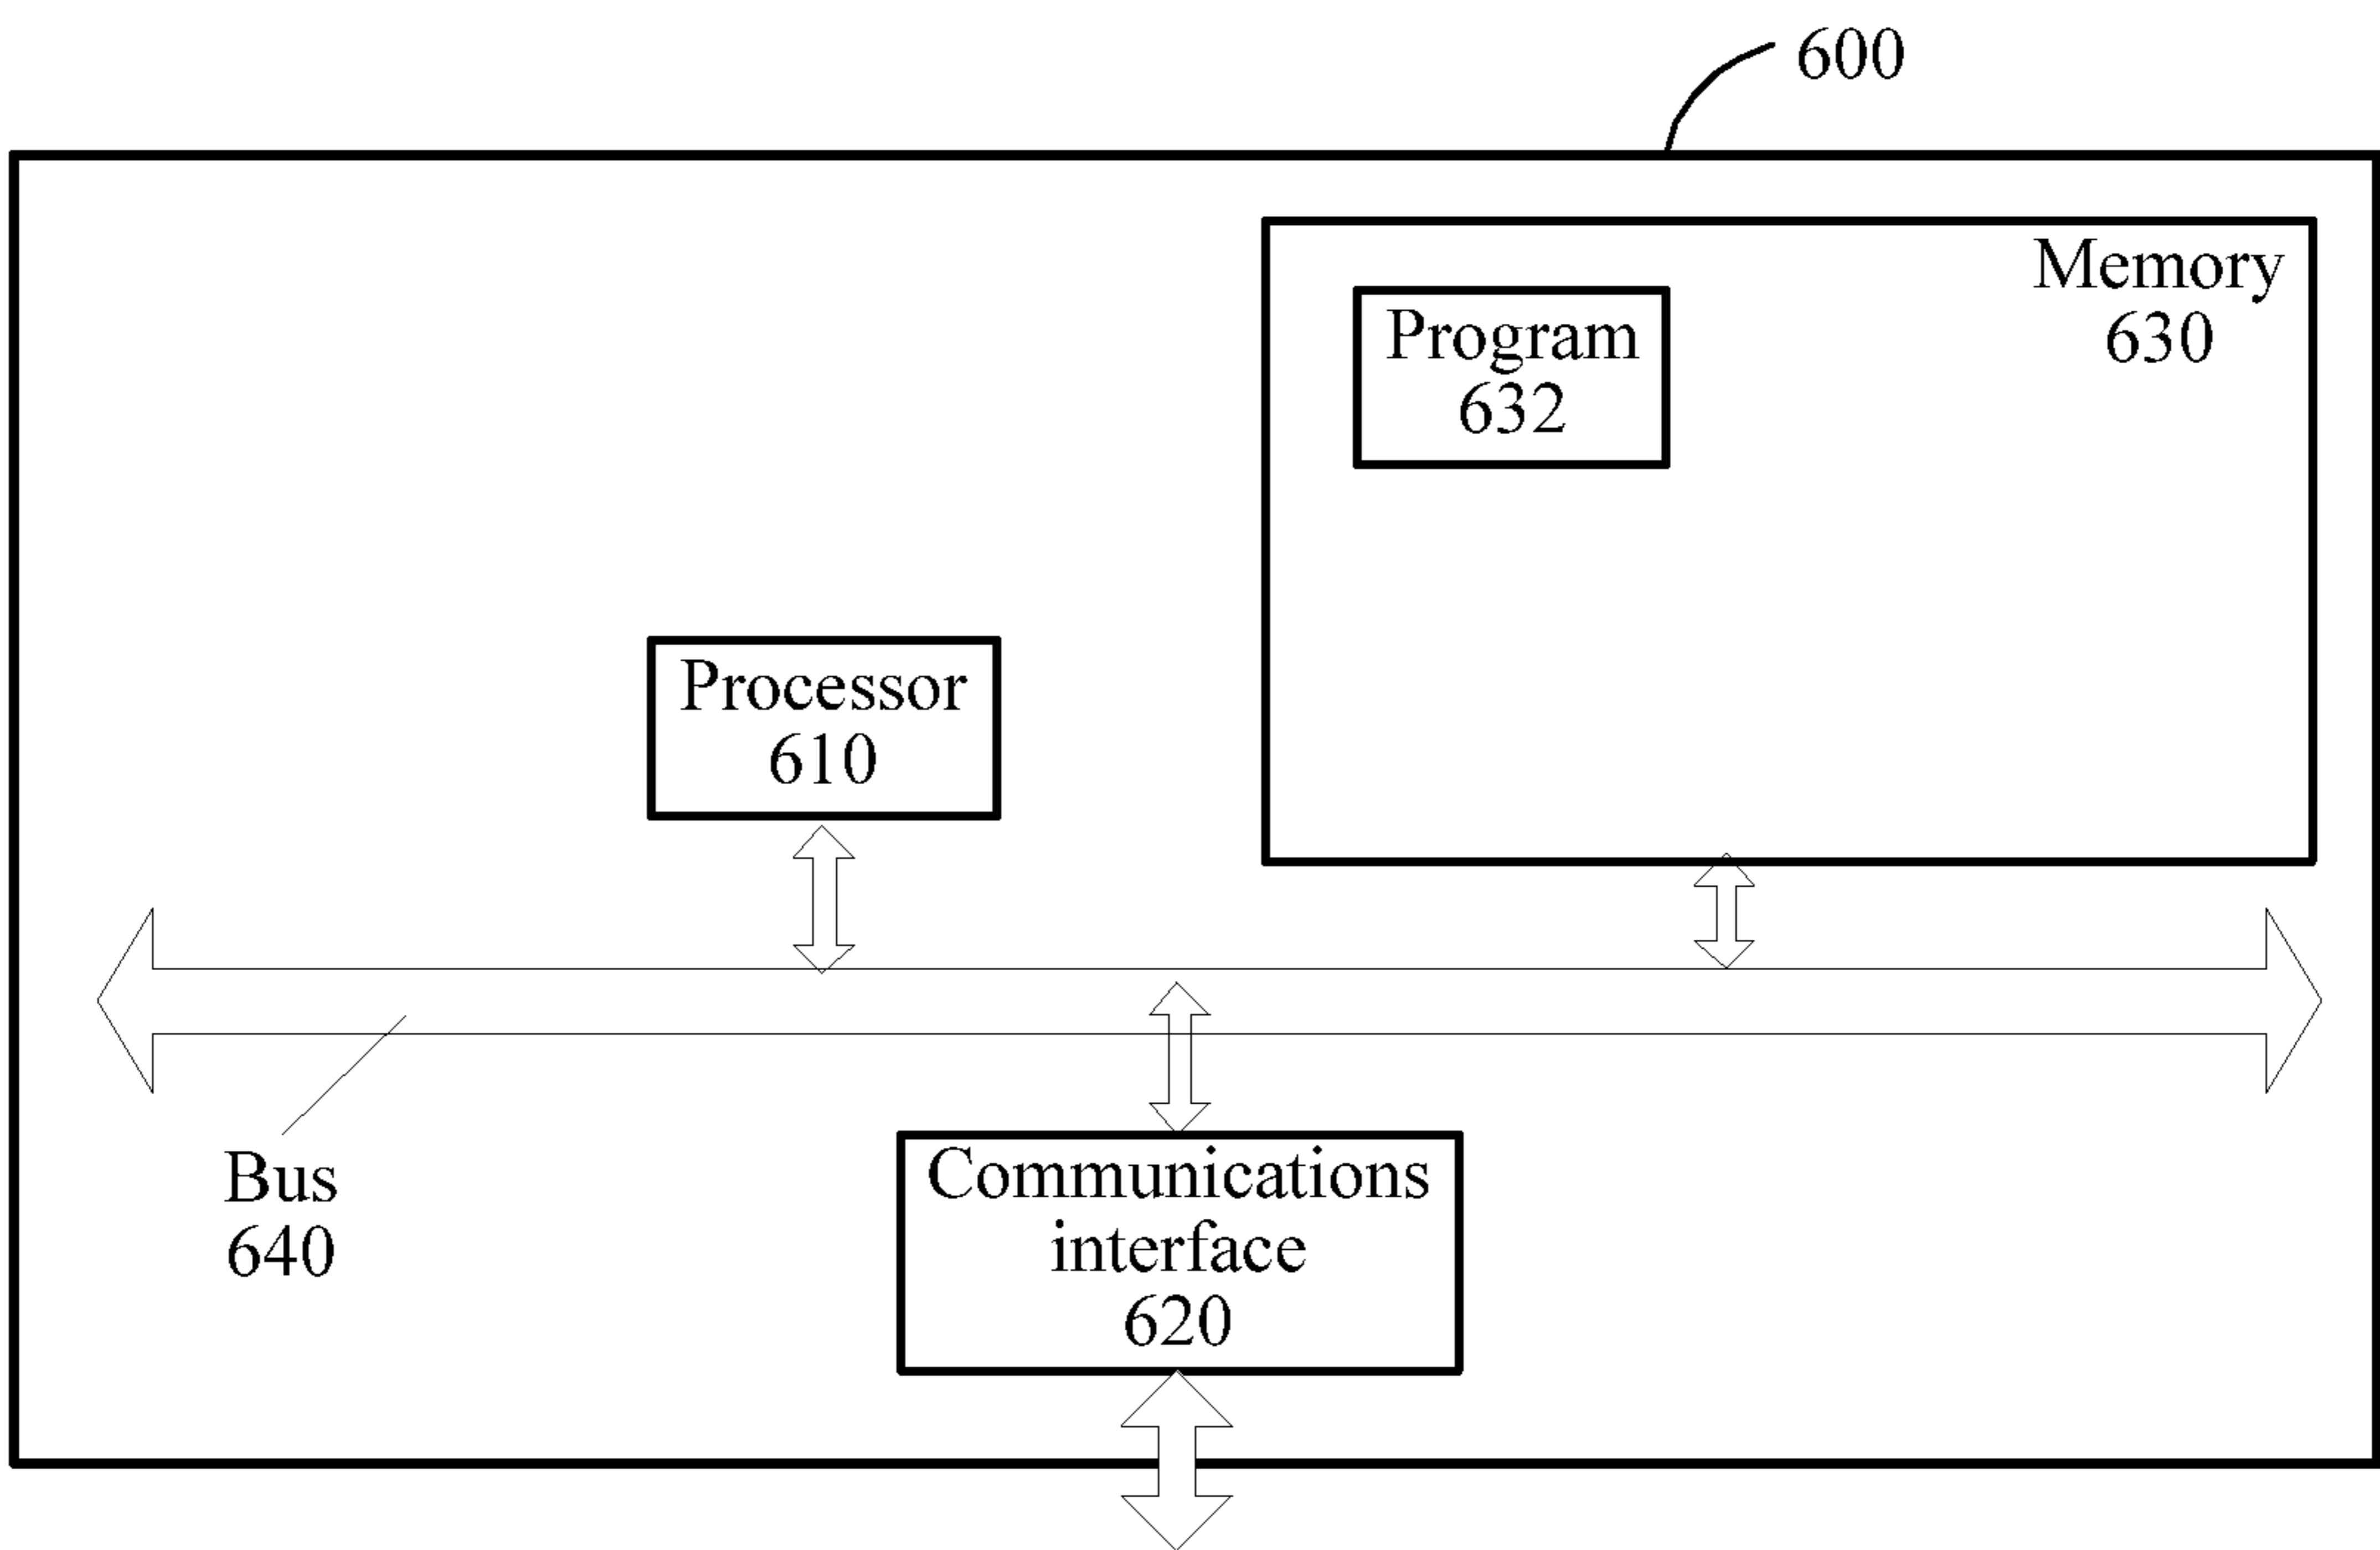 600
Memory
630
Program
632
Processor
610
Bus
640
Communications
interface
620